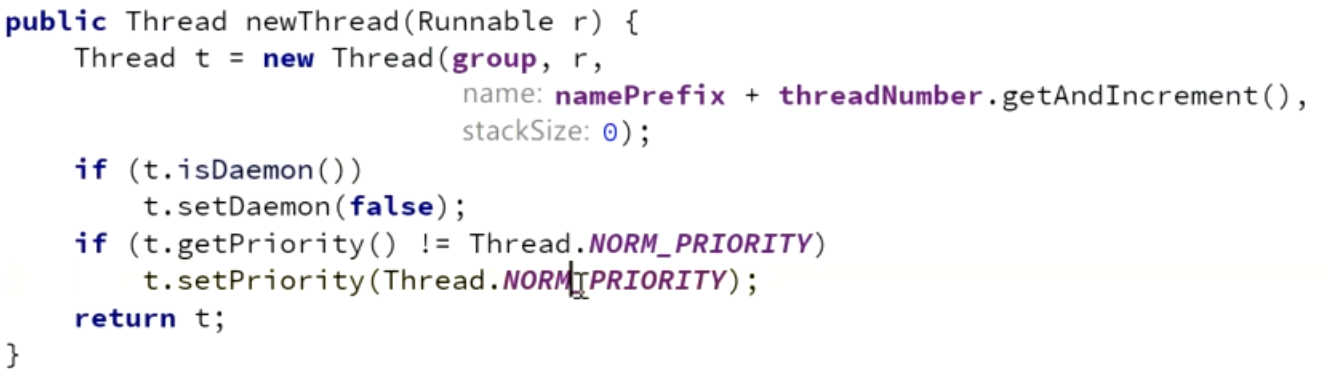 public Thread newThread(Runnable r) {
Thread t = new Thread(group, r,
name: namePrefix + threadNumber.getAndIncrement(),
stackSize: 0);
if (t.isDaemon())
t.setDaemon(false);
if (t.getPriority() != Thread.NORM_PRIORITY)
t.setPriority(Thread.NORM_PRIORITY);
return t;
}